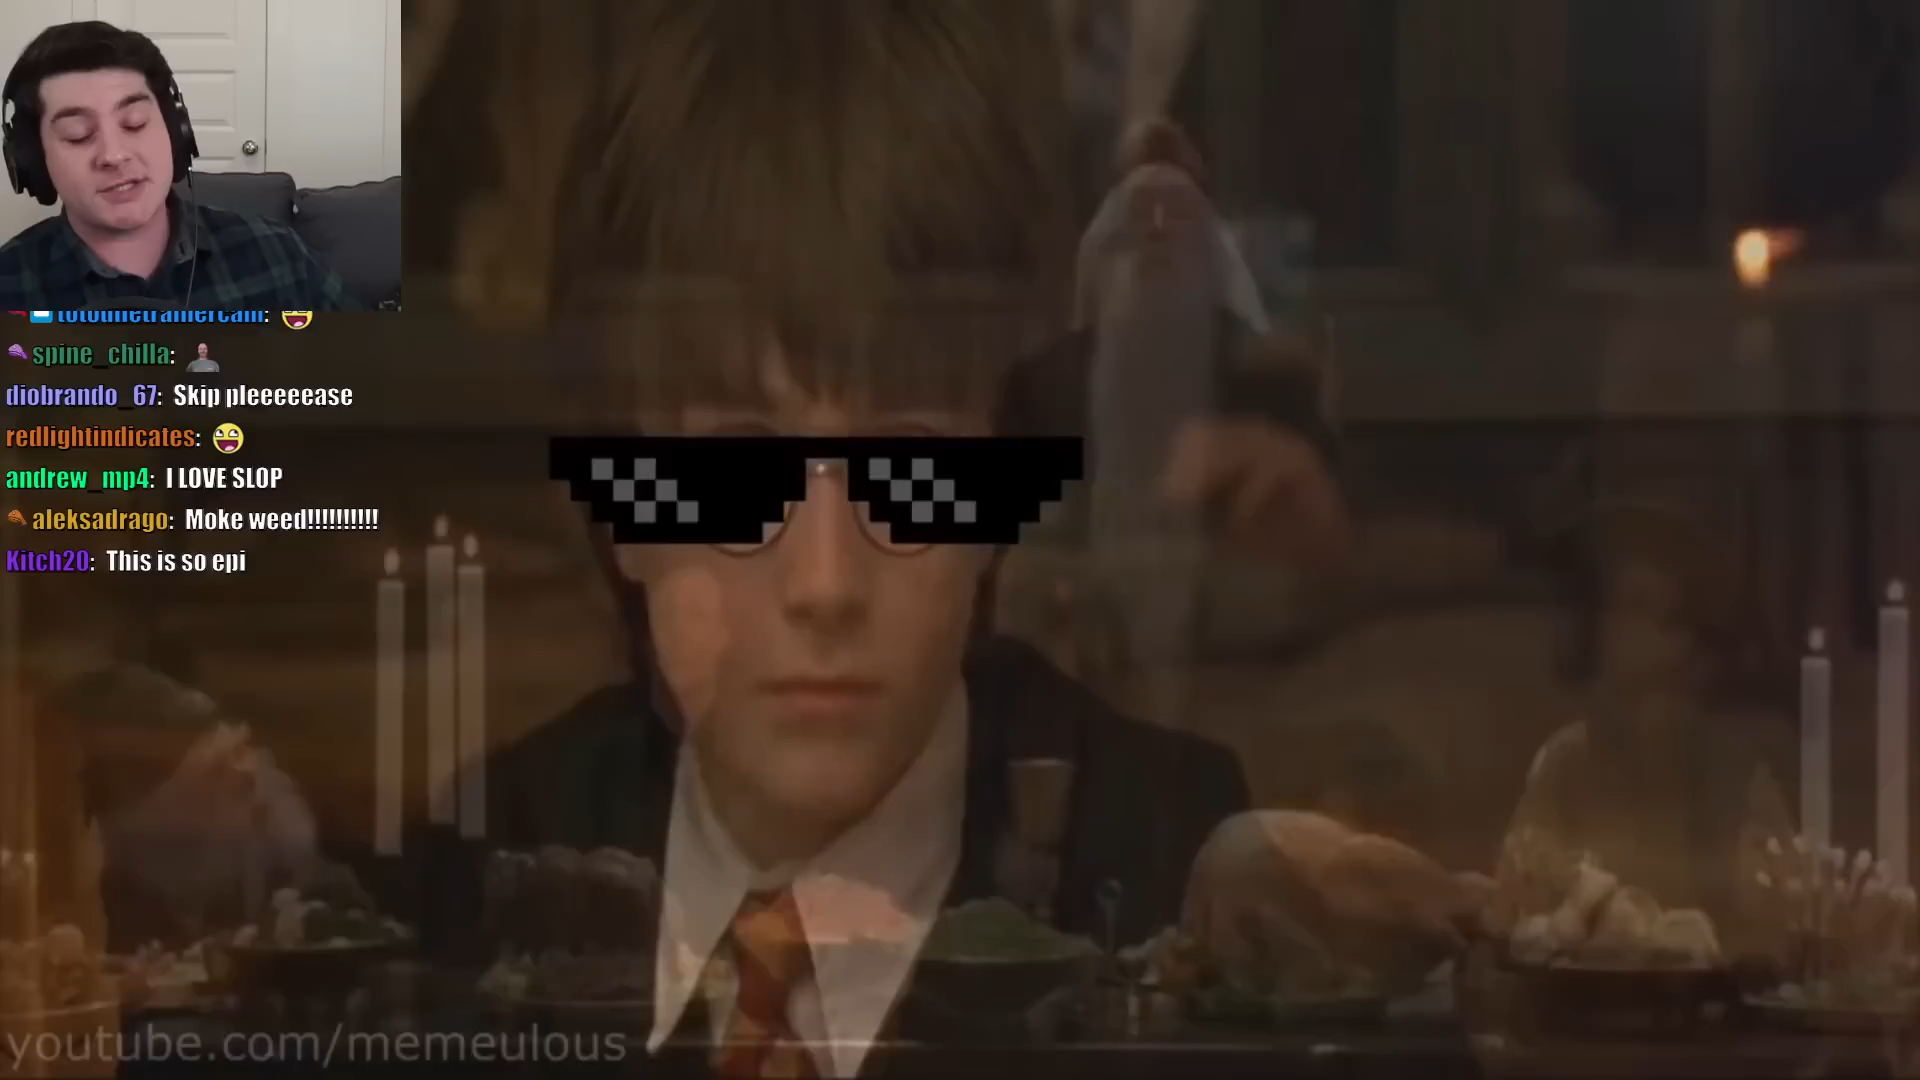 spine_chilla:
diobrando_67: Skip pleeeeease
redlightindicates:
andrew_mp4: I LOVE SLOP
aleksadrago: Moke weed!!!!!!!!!!
Kitch20: This is so epi
youtube.com/memeulous